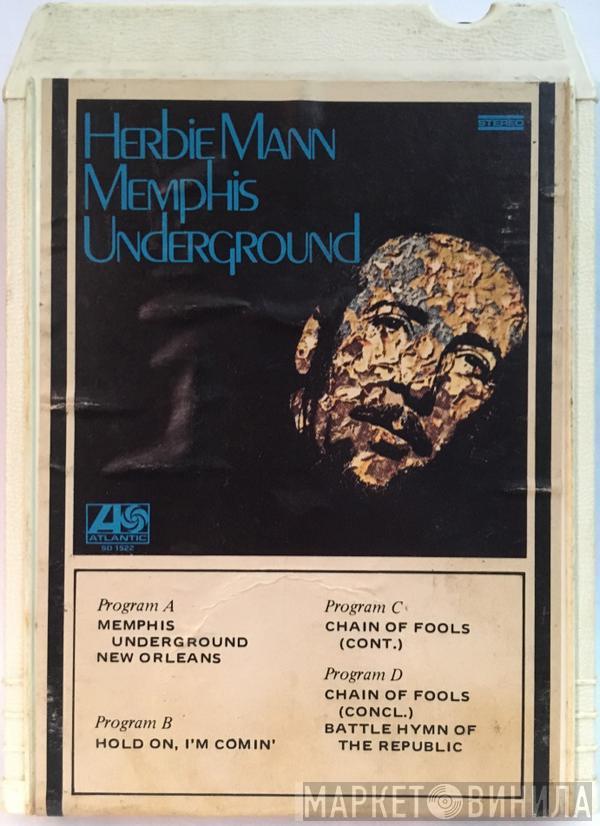 Herbie Mann
Memphis
Underground
STEREO
ATLANTIC
SD 1522
Program A
MEMPHIS
UNDERGROUND
NEW ORLEANS
Program B
HOLD ON, I'M COMIN'
Program C
CHAIN OF FOOLS
(CONT.)
Program D
CHAIN OF FOOLS
(CONCL.)
BATTLE HYMN OF
THE REPUBLIC
МАРКЕТ ВИНИЛА